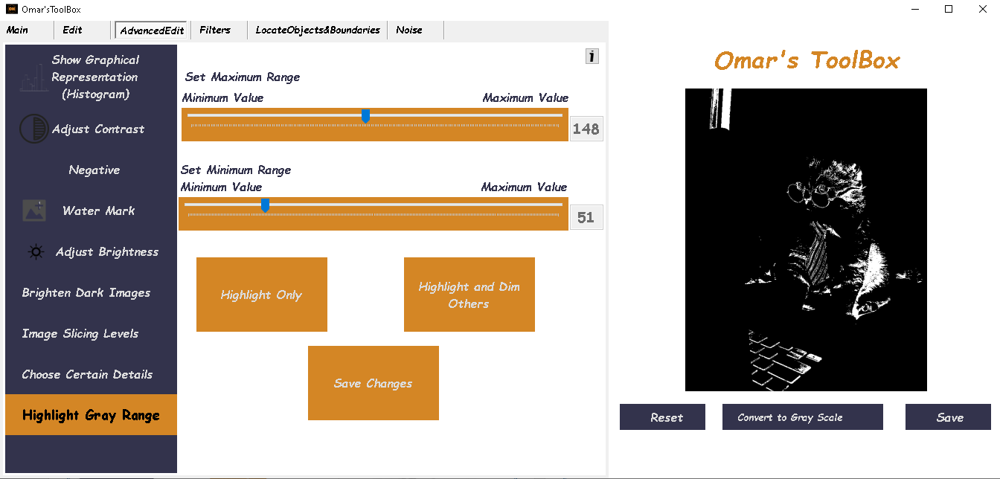 Omar'sToolBox
Main Edit AdvancedEdit Filters LocateObjects&Boundaries Noise
Show Graphical
Representation
(Histogram)
Adjust Contrast
Negative
Water Mark
Adjust Brightness
Brighten Dark Images
Image Slicing Levels
Choose Certain Details
Highlight Gray Range
i
Set Maximum Range
Minimum Value Maximum Value
148
Set Minimum Range
Minimum Value Maximum Value
51
Highlight Only
Highlight and Dim
Others
Save Changes
Omar's ToolBox
Reset Convert to Gray Scale Save